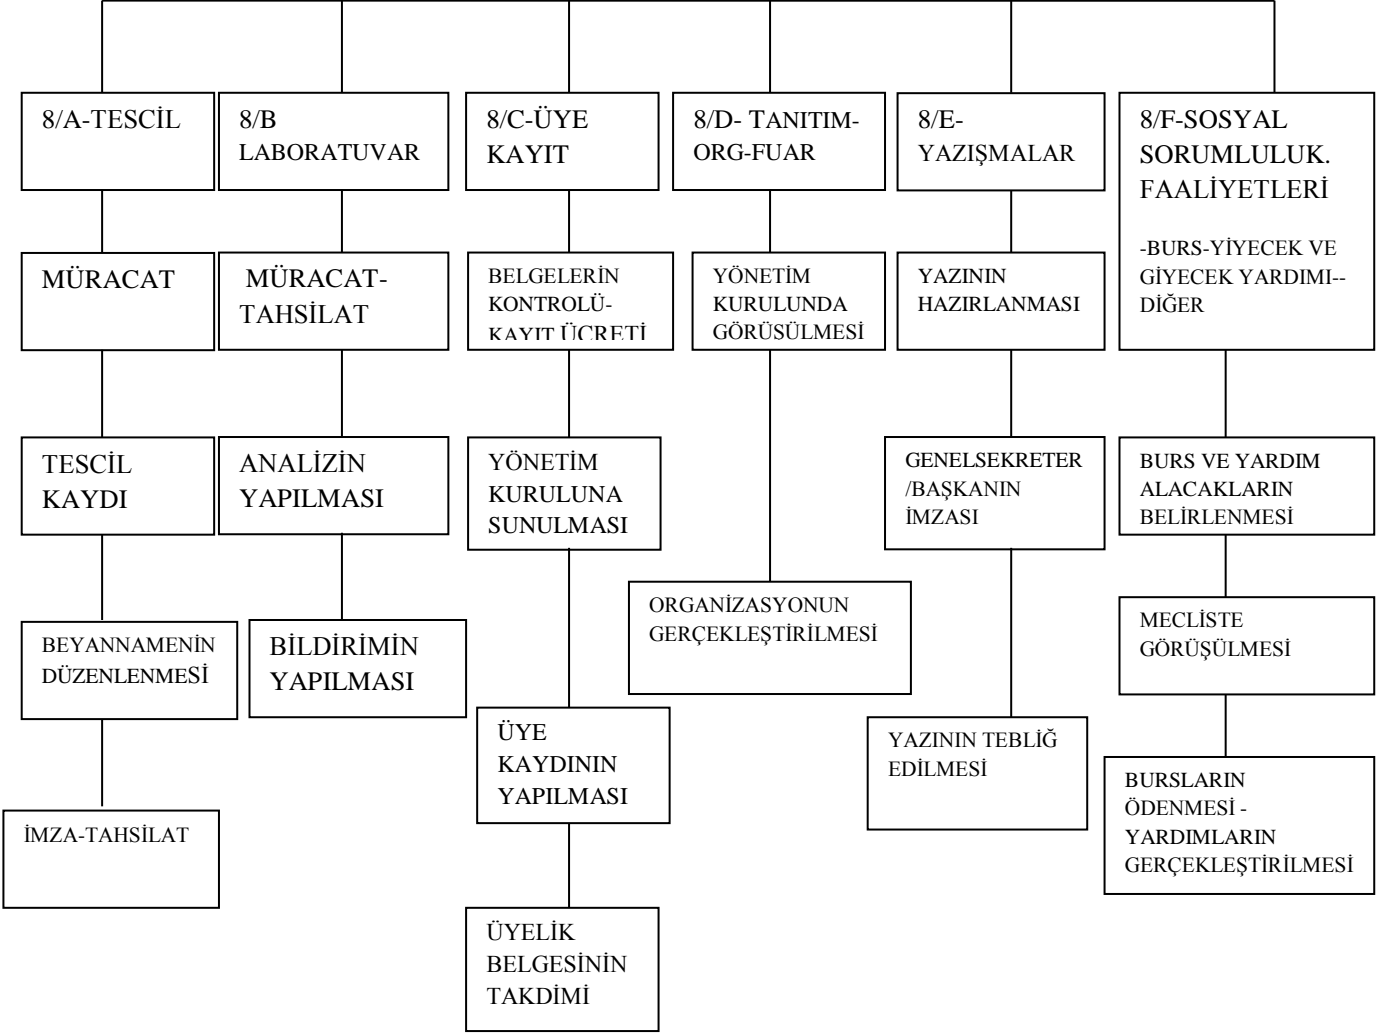 8/A-TESCİL
8/B
LABORATUVAR
8/C-ÜYE
KAYIT
8/D- TANITIM-
ORG-FUAR
8/E-
YAZIŞMALAR
8/F-SOSYAL
SORUMLULUK.
FAALİYETLERİ
-BURS-YİYECEK VE
GİYECEK YARDIMI--
DİĞER
MÜRACAT
MÜRACAT-
TAHSİLAT
BELGELERİN
KONTROLÜ-
KAYIT ÜCRETİ
YÖNETİM
KURULUNDA
GÖRÜSÜLMESİ
YAZININ
HAZIRLANMASI
TESCİL
KAYDI
ANALİZİN
YAPILMASI
YÖNETİM
KURULUNA
SUNULMASI
GENELSEKRETER
/BAŞKANIN
İMZASI
BURS VE YARDIM
ALACAKLARIN
BELİRLENMESİ
BEYANNAMENİN
DÜZENLENMESİ
BİLDİRİMİN
YAPILMASI
ORGANİZASYONUN
GERÇEKLEŞTİRİLMESİ
MECLİSTE
GÖRÜŞÜLMESİ
ÜYE
KAYDININ
YAPILMASI
YAZININ TEBLİĞ
EDİLMESİ
BURSLARIN
ÖDENMESİ -
YARDIMLARIN
GERÇEKLEŞTİRİLMESİ
İMZA-TAHSİLAT
ÜYELİK
BELGESİNİN
TAKDİMİ